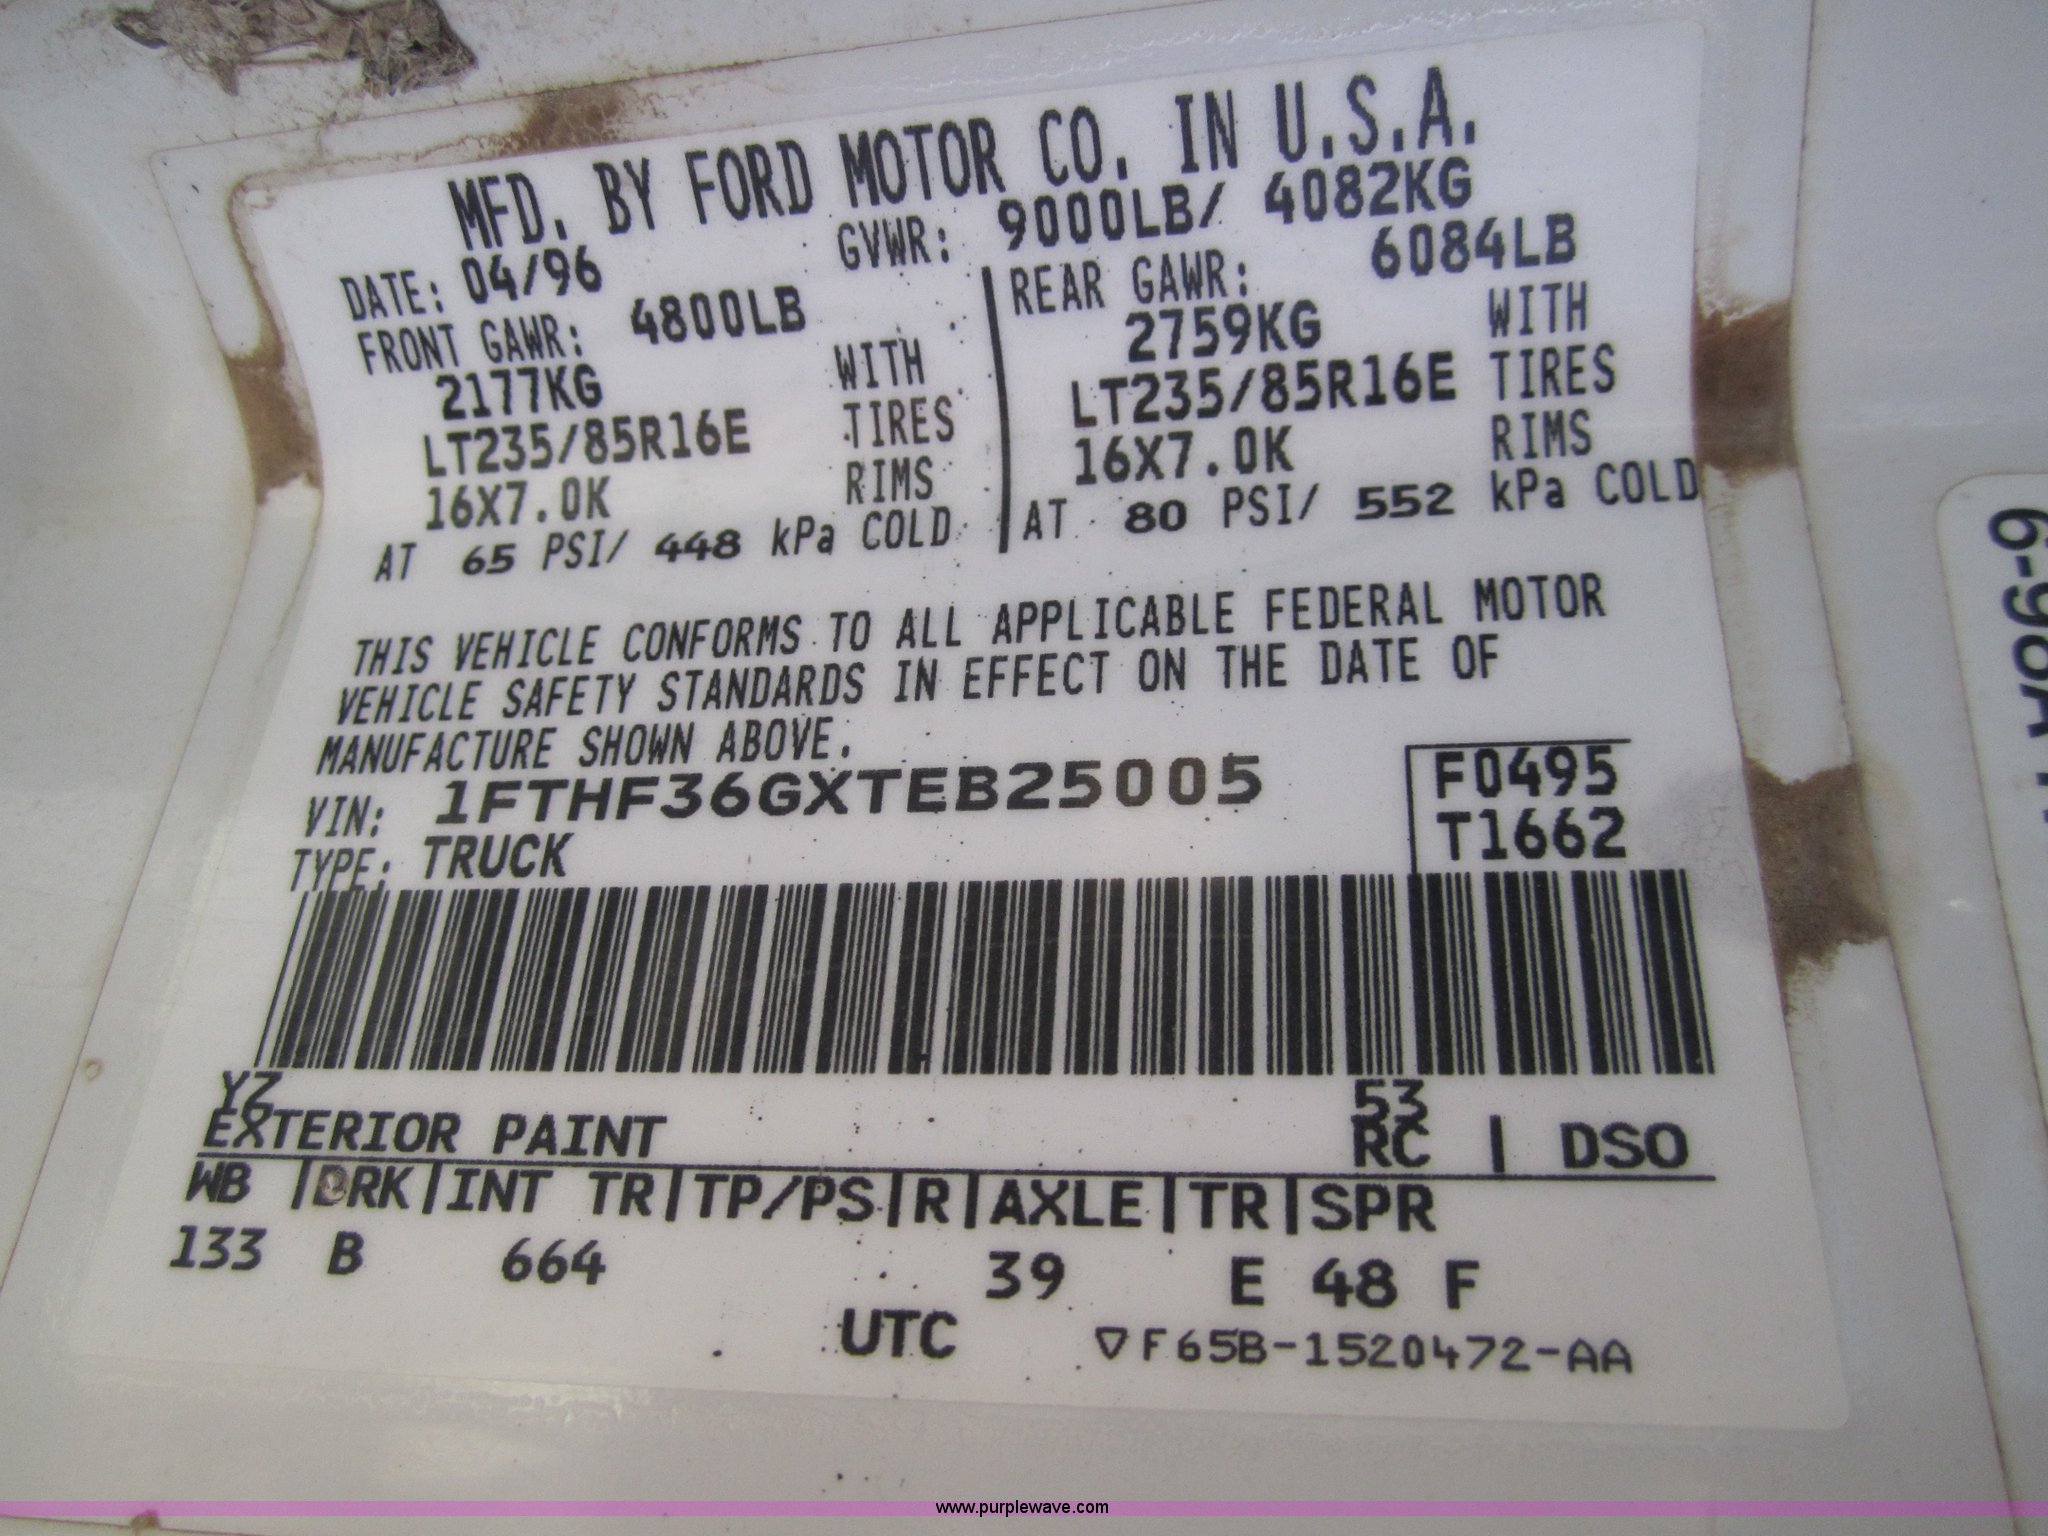 MFD. BY FORD MOTOR CO. IN U.S.A.
DATE: 04/96 GVWR: 9000LB/ 4082KG
FRONT GAWR: 4800LB
2177KG WITH
LT235/85R16E TIRES
16X7.0K RIMS
AT 65 PSI/ 448 kPa COLD
REAR GAWR: 6084LB
2759KG WITH
LT235/85R16E TIRES
16X7.0K RIMS
AT 80 PSI/ 552 kPa COLD
THIS VEHICLE CONFORMS TO ALL APPLICABLE FEDERAL MOTOR
VEHICLE SAFETY STANDARDS IN EFFECT ON THE DATE OF
MANUFACTURE SHOWN ABOVE.
VIN: 1FTHF36GXTEB25005
TYPE: TRUCK
F0495
T1662
YZ 53
EXTERIOR PAINT RC | DSO
WB |BRK|INT TR|TP/PS|R|AXLE|TR|SPR
133 B 664 39 E 48 F
UTC ▽F65B-1520472-AA
www.purplewave.com